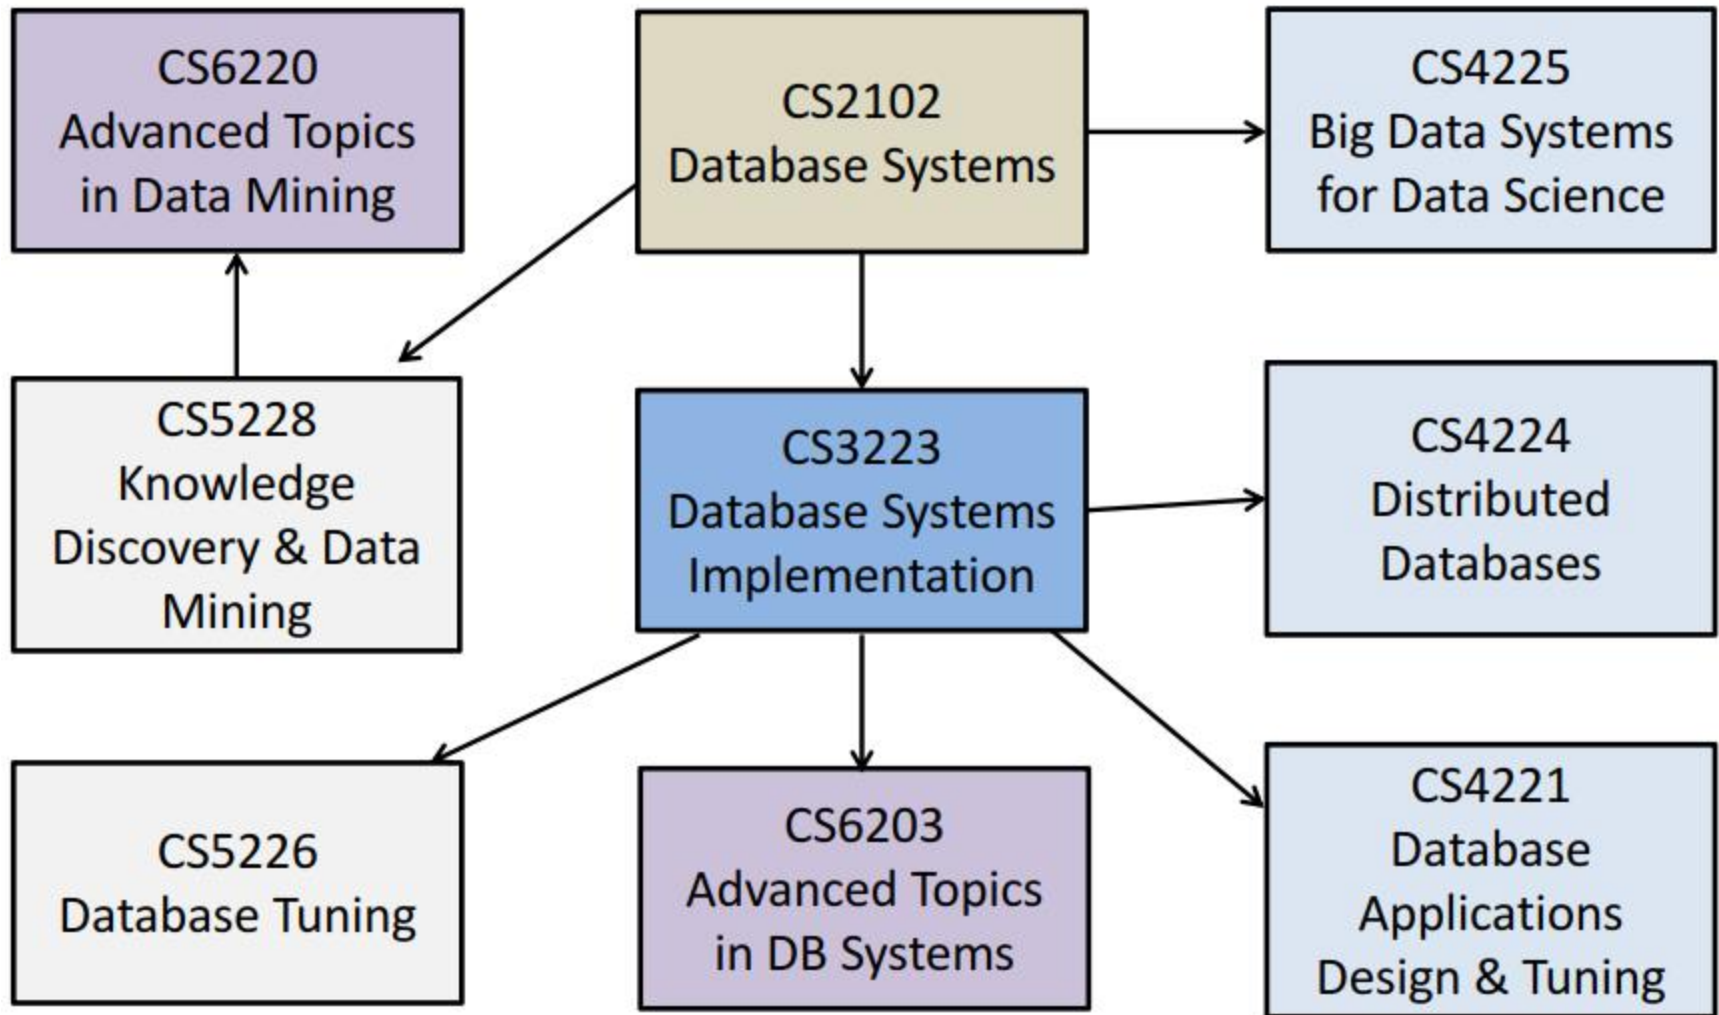 CS6220
Advanced Topics
in Data Mining
CS2102
Database Systems
CS4225
Big Data Systems
for Data Science
CS5228
Knowledge
Discovery & Data
Mining
CS3223
Database Systems
Implementation
CS4224
Distributed
Databases
CS5226
Database Tuning
CS6203
Advanced Topics
in DB Systems
CS4221
Database
Applications
Design & Tuning